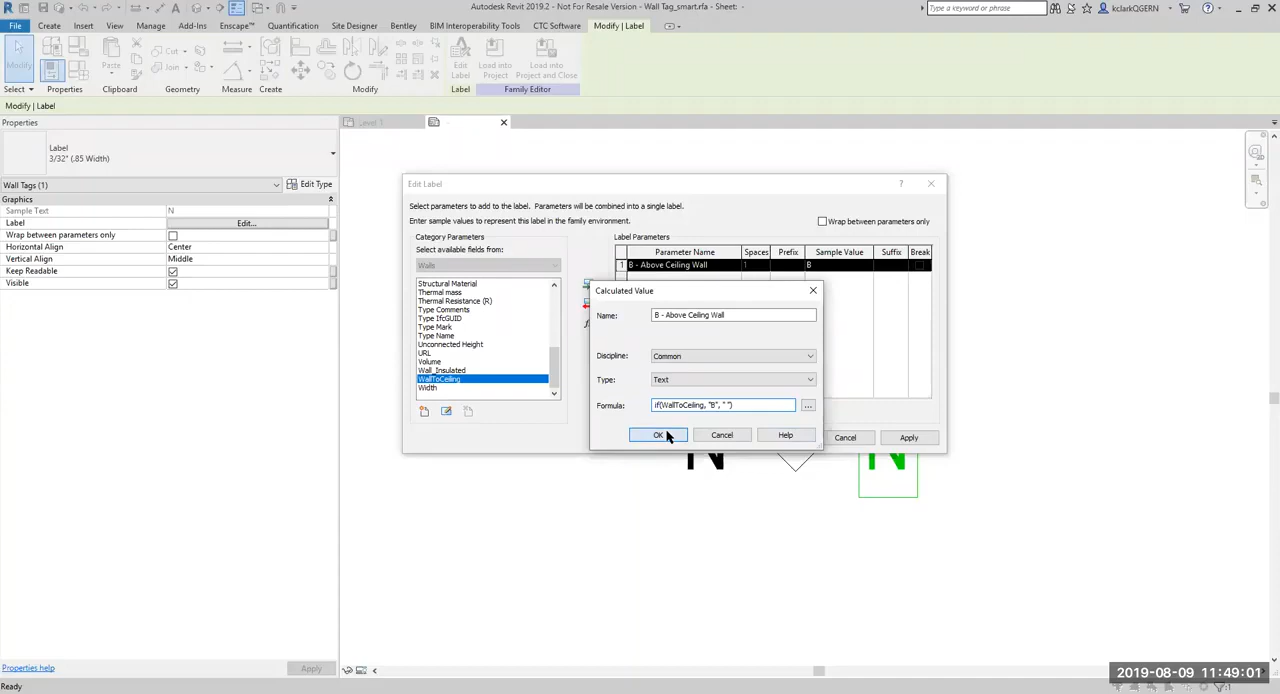 Autodesk Revit 2019.2 - Not For Resale Version - Wall Tag_smart.rfa - Sheet: -
Type a keyword or phrase
kclarkQGERN
File Create Insert View Manage Add-Ins Enscape™ Quantification Site Designer Bentley BIM Interoperability Tools CTC Software Modify | Label
Modify
Paste
Cut
Join
Edit Label
Load into Project
Load into Project and Close
Select Properties Clipboard Geometry Measure Create Modify Label Family Editor
Modify | Label
Properties
Level 1
Label
3/32" (.85 Width)
Wall Tags (1)
Edit Type
Graphics
Sample Text N
Label Edit...
Wrap between parameters only
Horizontal Align Center
Vertical Align Middle
Keep Readable
Visible
Edit Label
Select parameters to add to the label. Parameters will be combined into a single label.
Enter sample values to represent this label in the family environment.
Wrap between parameters only
Category Parameters
Label Parameters
Select available fields from:
Walls
Parameter Name Spaces Prefix Sample Value Suffix Break
1 B - Above Ceiling Wall 1 B
Structural Material
Thermal mass
Thermal Resistance (R)
Type Comments
Type IfcGUID
Type Mark
Type Name
Unconnected Height
URL
Volume
Wall_Insulated
WallToCeiling
Width
Calculated Value
Name: B - Above Ceiling Wall
Discipline: Common
Type: Text
Formula: if(WallToCeiling, "B", " ") ...
OK Cancel Help
Cancel Apply
N N
Properties help
Apply
2019-08-09 11:49:01
Ready